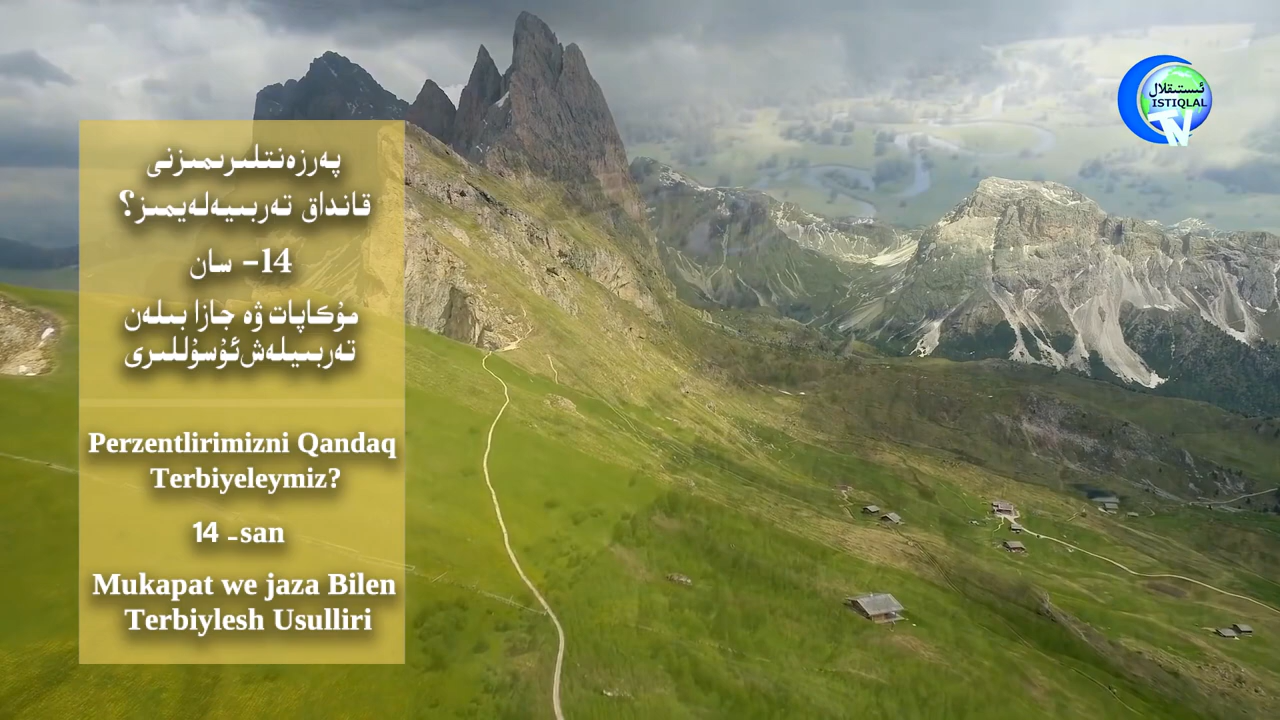 پەرزەنتلىرىمىزنى
قانداق تەربىيەلەيمىز؟
14- سان
مۇكاپات ۋە جازا بىلەن
تەربىيىلەش ئۇسۇللىرى
Perzentlirimizni Qandaq
Terbiyeleymiz?
14 -san
Mukapat we jaza Bilen
Terbiylesh Usulliri
ئىستىقلال
ISTIQLAL
TV